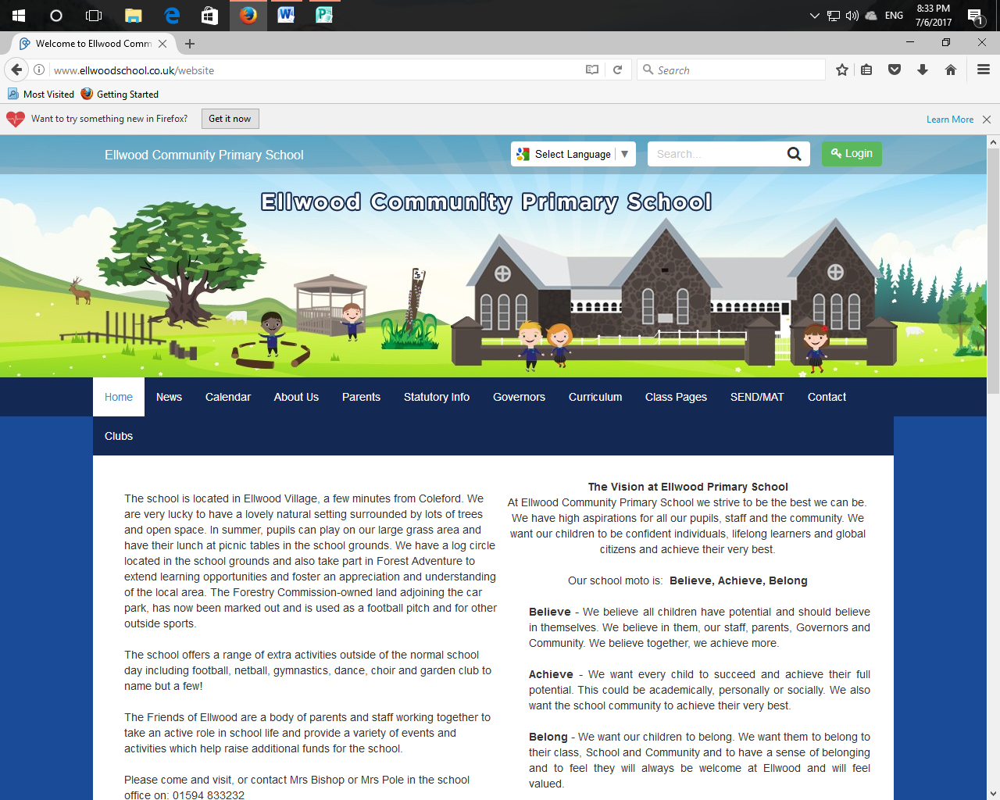 8:33 PM
ENG
7/6/2017
1
Welcome to Ellwood Comm
www.ellwoodschool.co.uk/website
Search
Most Visited
Getting Started
Want to try something new in Firefox?
Get it now
Learn More
Ellwood Community Primary School
Select Language
Search...
Login
Ellwood Community Primary School
Home
News
Calendar
About Us
Parents
Statutory Info
Governors
Curriculum
Class Pages
SEND/MAT
Contact
Clubs
The school is located in Ellwood Village, a few minutes from Coleford. We
are very lucky to have a lovely natural setting surrounded by lots of trees
and open space. In summer, pupils can play on our large grass area and
have their lunch at picnic tables in the school grounds. We have a log circle
located in the school grounds and also take part in Forest Adventure to
extend learning opportunities and foster an appreciation and understanding
of the local area. The Forestry Commission-owned land adjoining the car
park, has now been marked out and is used as a football pitch and for other
outside sports.
The school offers a range of extra activities outside of the normal school
day including football, netball, gymnastics, dance, choir and garden club to
name but a few!
The Friends of Ellwood are a body of parents and staff working together to
take an active role in school life and provide a variety of events and
activities which help raise additional funds for the school.
Please come and visit, or contact Mrs Bishop or Mrs Pole in the school
office on: 01594 833232
The Vision at Ellwood Primary School
At Ellwood Community Primary School we strive to be the best we can be.
We have high aspirations for all our pupils, staff and the community. We
want our children to be confident individuals, lifelong learners and global
citizens and achieve their very best.
Our school moto is: Believe, Achieve, Belong
Believe - We believe all children have potential and should believe
in themselves. We believe in them, our staff, parents, Governors and
Community. We believe together, we achieve more.
Achieve - We want every child to succeed and achieve their full
potential. This could be academically, personally or socially. We also
want the school community to achieve their very best.
Belong - We want our children to belong. We want them to belong to
their class, School and Community and to have a sense of belonging
and to feel they will always be welcome at Ellwood and will feel
valued.